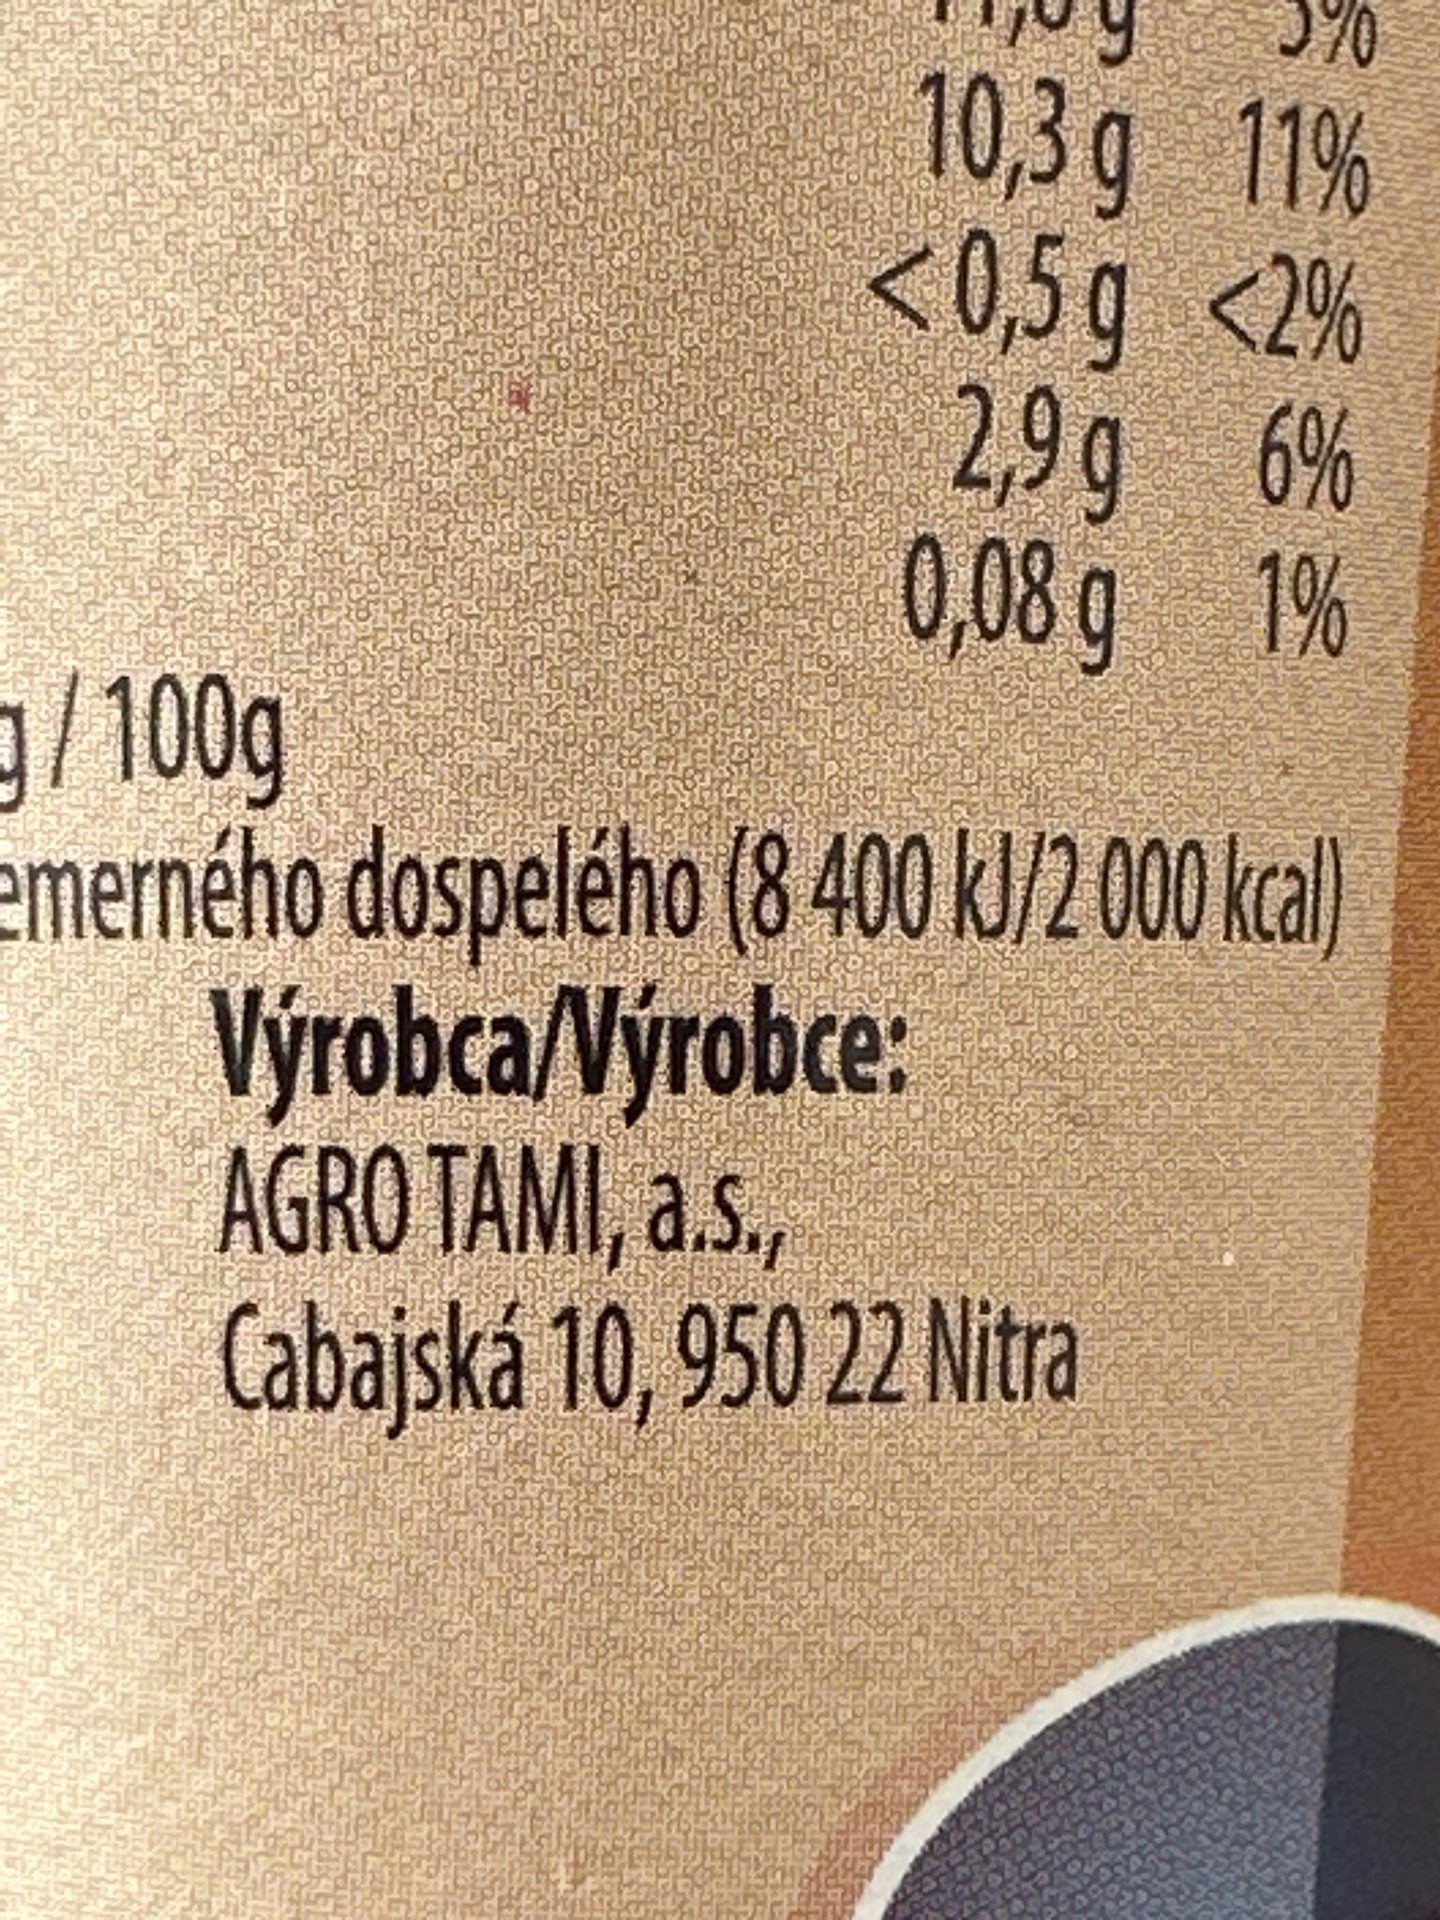 10,3 g 11%
< 0,5 g <2%
2,9 g 6%
0,08 g 1%
g / 100g
emerného dospelého (8 400 kJ/2 000 kcal)
Výrobca/Výrobce:
AGRO TAMI, a.s.,
Cabajská 10, 950 22 Nitra